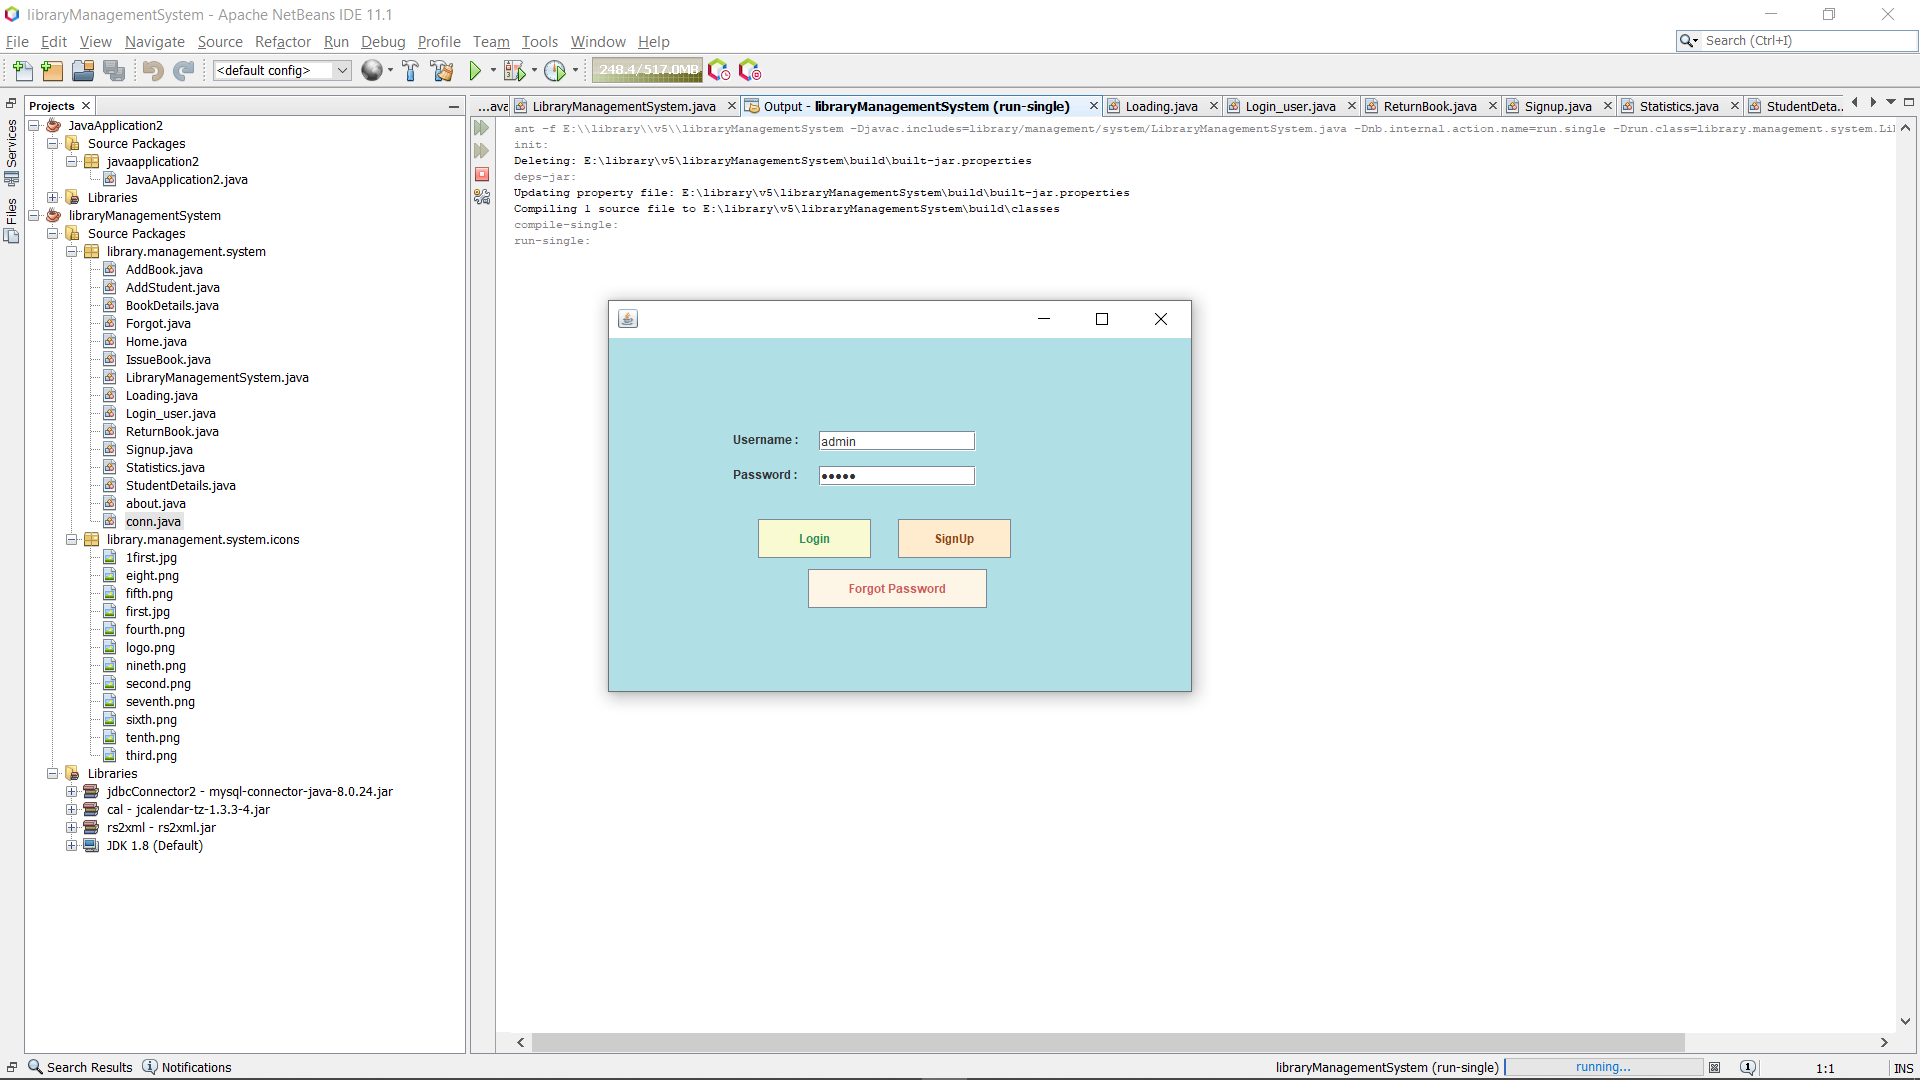 libraryManagementSystem - Apache NetBeans IDE 11.1
File Edit View Navigate Source Refactor Run Debug Profile Team Tools Window Help
Search (Ctrl+I)
<default config>
248.4/517.0MB
Projects
...ava LibraryManagementSystem.java Output - libraryManagementSystem (run-single) Loading.java Login_user.java ReturnBook.java Signup.java Statistics.java StudentDeta..
Services
Files
JavaApplication2
Source Packages
javaapplication2
JavaApplication2.java
Libraries
libraryManagementSystem
Source Packages
library.management.system
AddBook.java
AddStudent.java
BookDetails.java
Forgot.java
Home.java
IssueBook.java
LibraryManagementSystem.java
Loading.java
Login_user.java
ReturnBook.java
Signup.java
Statistics.java
StudentDetails.java
about.java
conn.java
library.management.system.icons
1first.jpg
eight.png
fifth.png
first.jpg
fourth.png
logo.png
nineth.png
second.png
seventh.png
sixth.png
tenth.png
third.png
Libraries
jdbcConnector2 - mysql-connector-java-8.0.24.jar
cal - jcalendar-tz-1.3.3-4.jar
rs2xml - rs2xml.jar
JDK 1.8 (Default)
ant -f E:\\library\\v5\\libraryManagementSystem -Djavac.includes=library/management/system/LibraryManagementSystem.java -Dnb.internal.action.name=run.single -Drun.class=library.management.system.Li
init:
Deleting: E:\library\v5\libraryManagementSystem\build\built-jar.properties
deps-jar:
Updating property file: E:\library\v5\libraryManagementSystem\build\built-jar.properties
Compiling 1 source file to E:\library\v5\libraryManagementSystem\build\classes
compile-single:
run-single:
Username :
admin
Password :
•••••
Login
SignUp
Forgot Password
Search Results
Notifications
libraryManagementSystem (run-single)
running...
1
1:1
INS